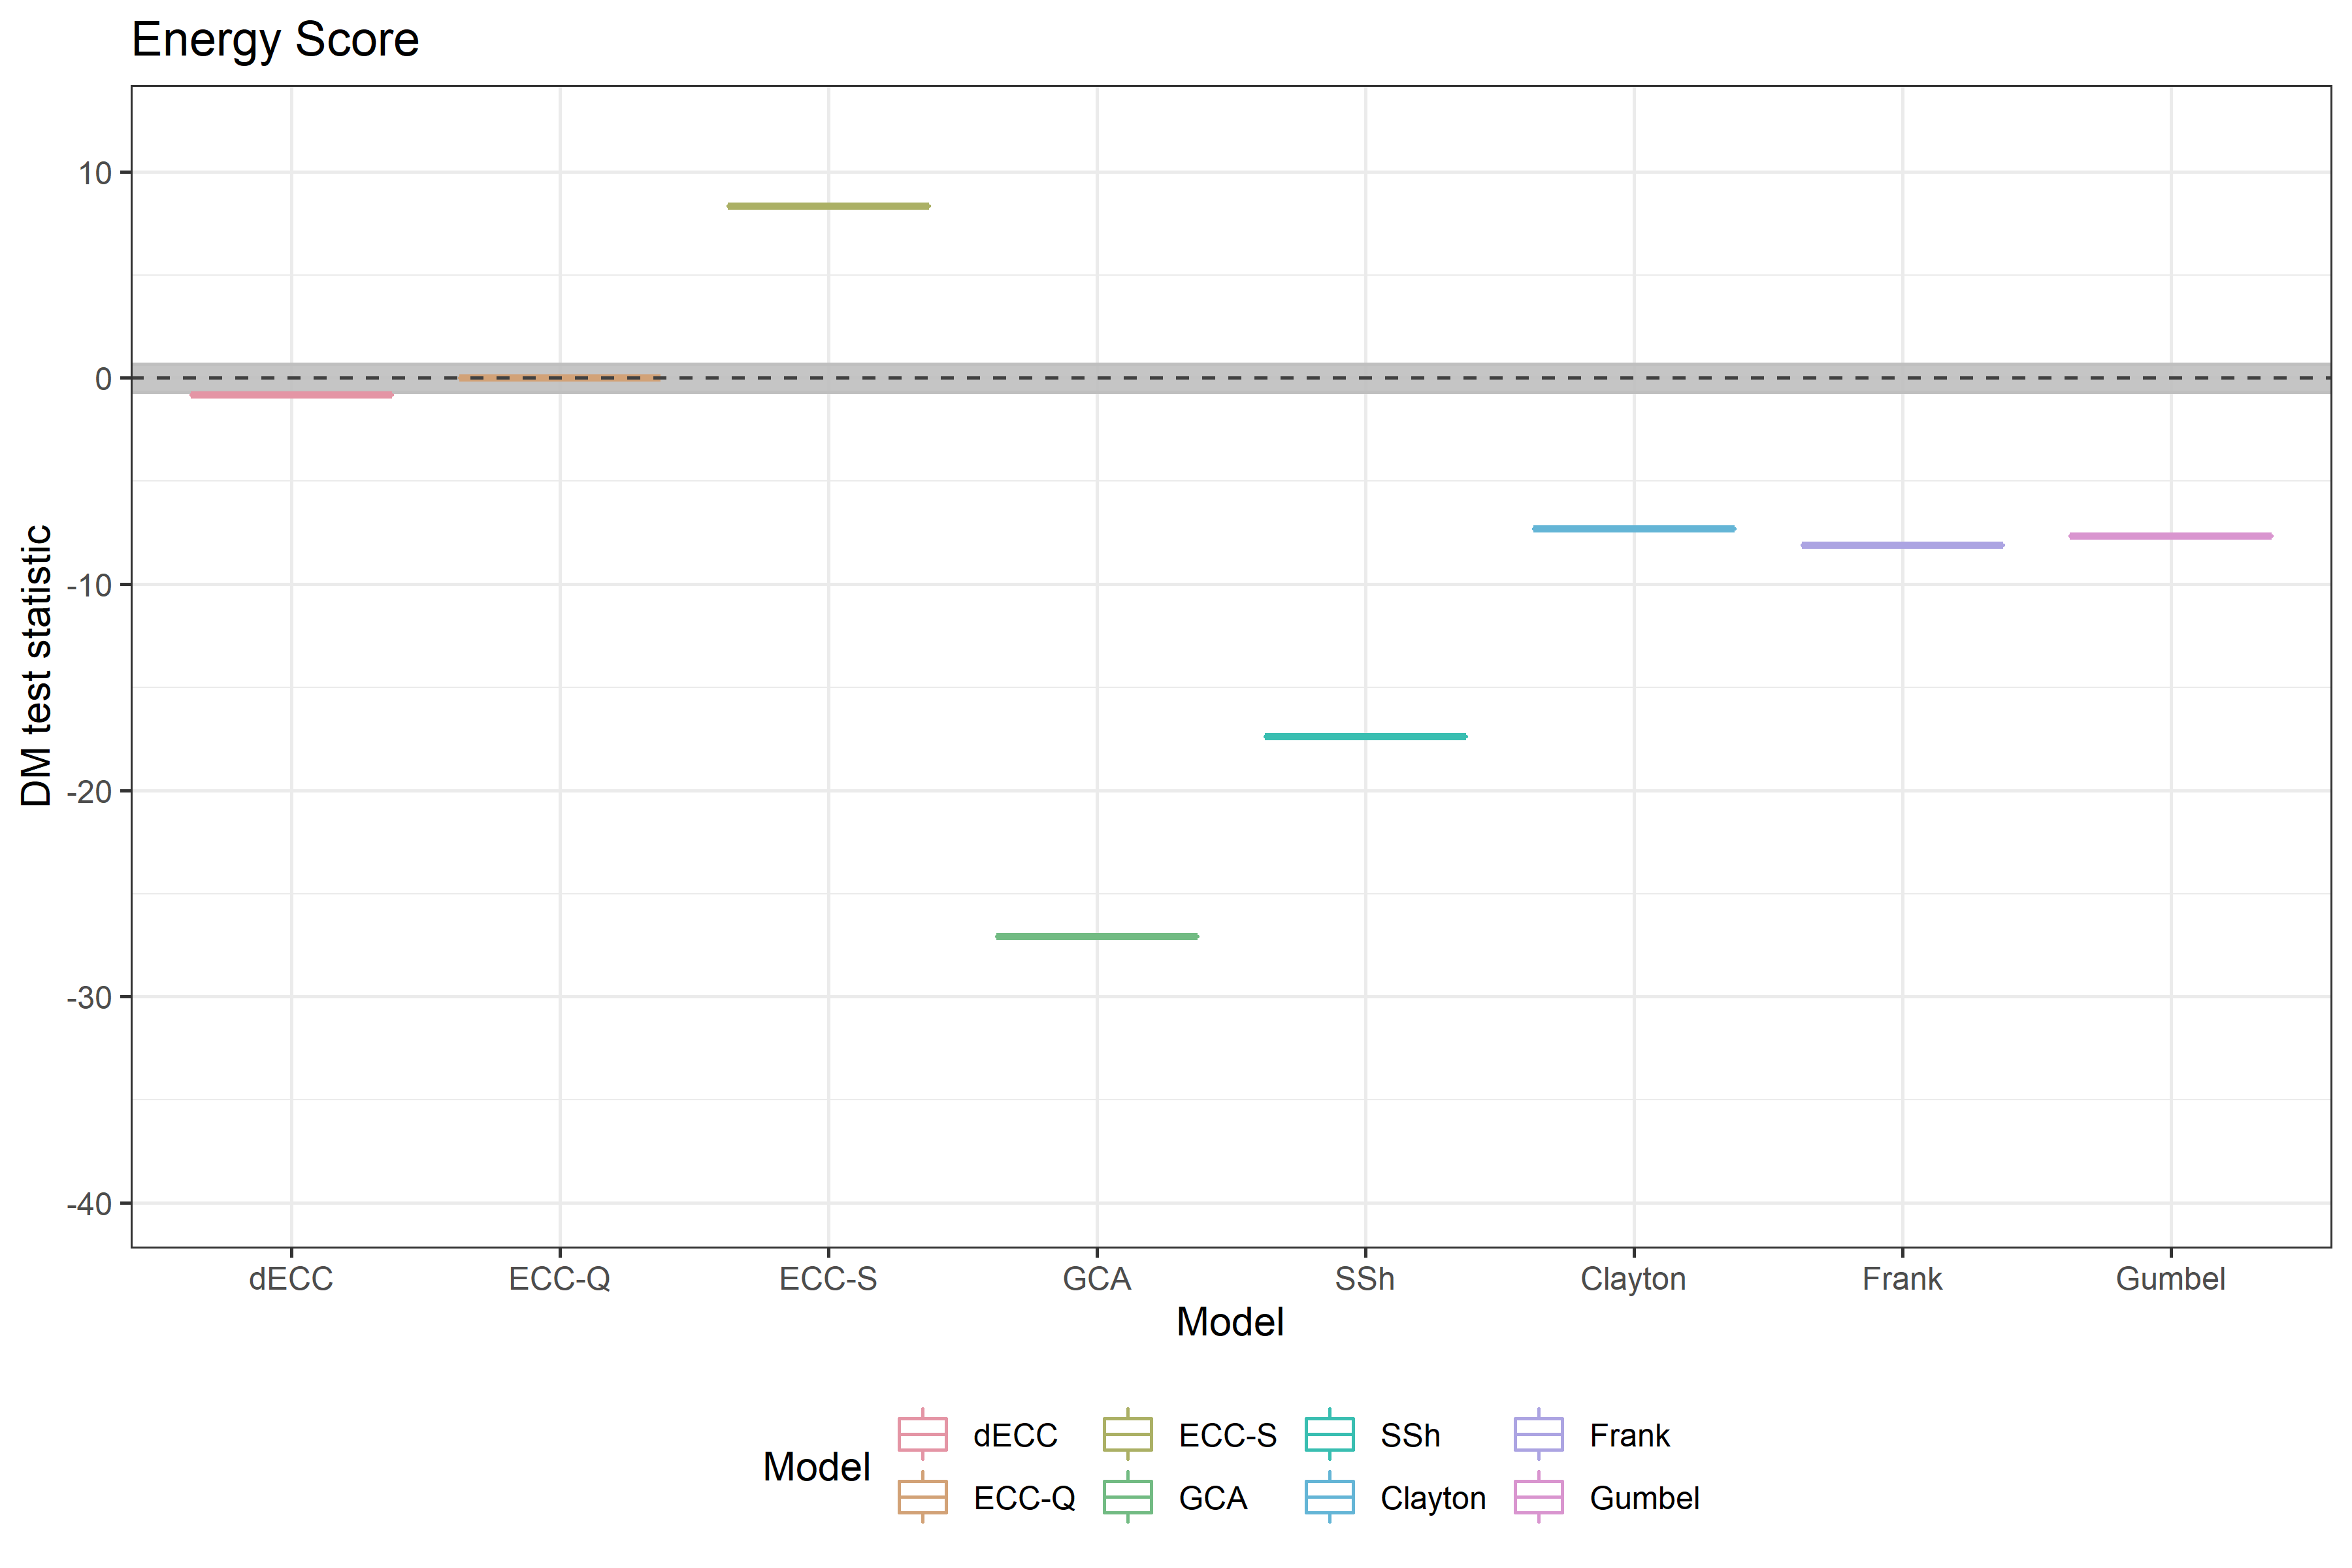 Energy Score
DM test statistic
10
0
-10
-20
-30
-40
dECC ECC-Q ECC-S GCA SSh Clayton Frank Gumbel
Model
Model
dECC ECC-S SSh Frank
ECC-Q GCA Clayton Gumbel